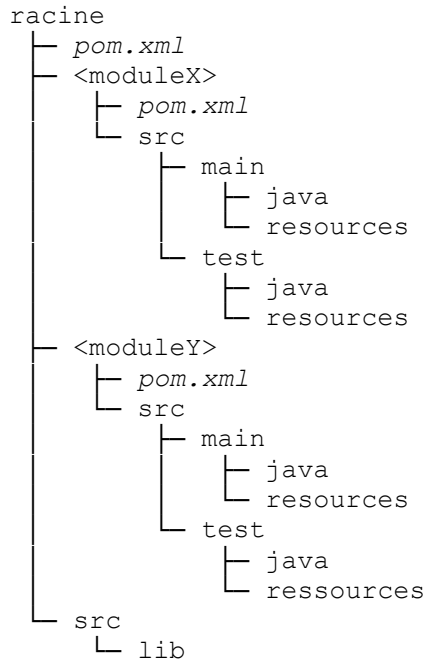 racine
pom.xml
<moduleX>
pom.xml
src
main
java
resources
test
java
resources
<moduleY>
pom.xml
src
main
java
resources
test
java
ressources
src
lib